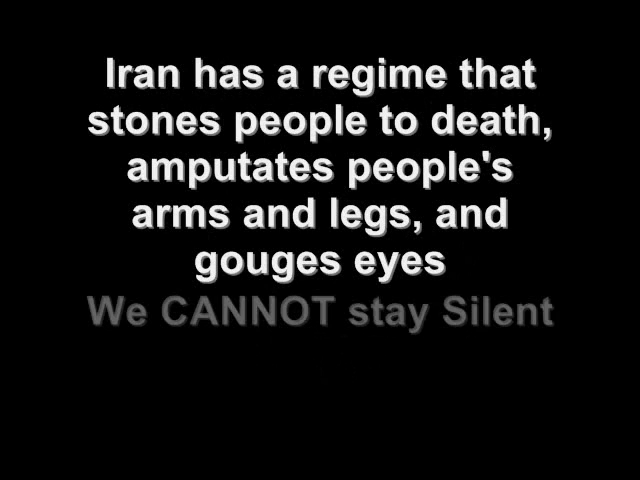 Iran has a regime that
stones people to death,
amputates people's
arms and legs, and
gouges eyes
We CANNOT stay Silent